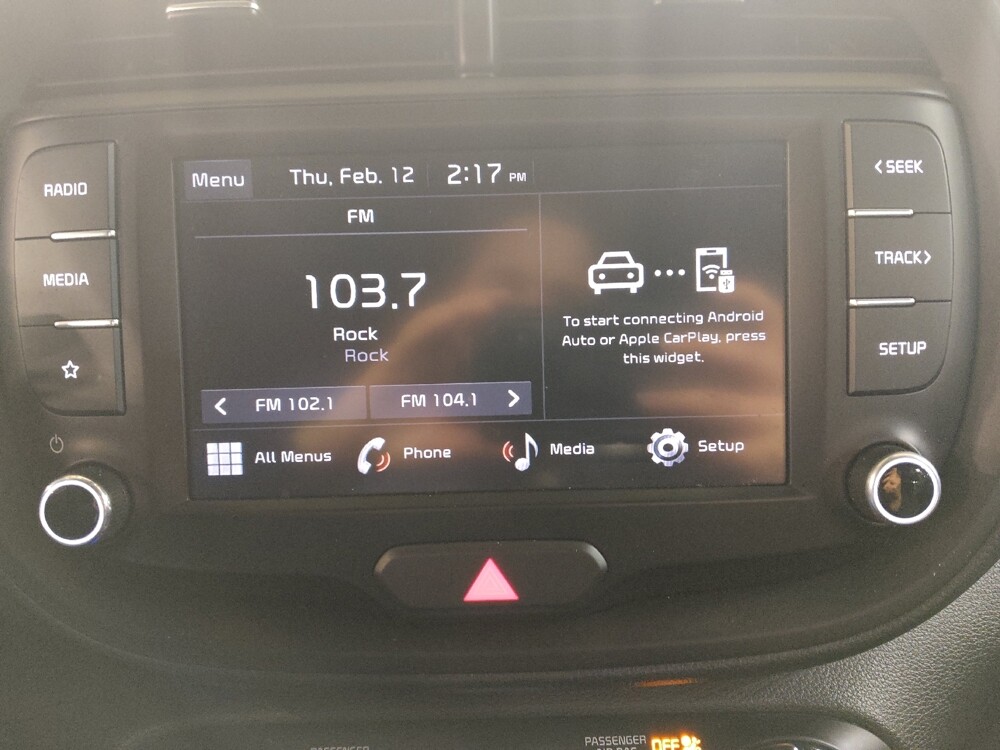 RADIO
MEDIA
Menu Thu, Feb. 12 2:17 PM
FM
103.7
Rock
Rock
< FM 102.1 FM 104.1 >
To start connecting Android
Auto or Apple CarPlay, press
this widget.
All Menus Phone Media Setup
< SEEK
TRACK >
SETUP
PASSENGER
PASSENGER
AIR BAG OFF